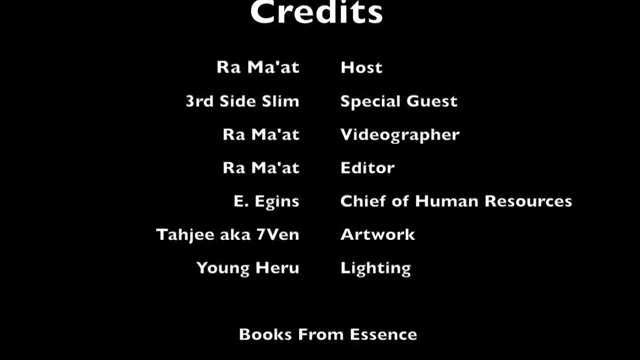 Credits
Ra Ma'at Host
3rd Side Slim Special Guest
Ra Ma'at Videographer
Ra Ma'at Editor
E. Egins Chief of Human Resources
Tahjee aka 7Ven Artwork
Young Heru Lighting
Books From Essence